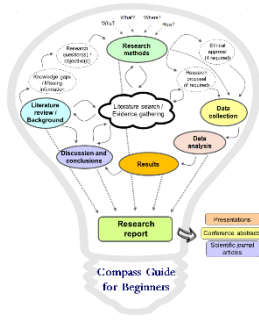 What?
Where?
Who?
How?
Research
methods
Research
question(s) /
objective(s)
Ethical
approval
(if required)
Knowledge gaps
/ Missing
information
Research
proposal
(if required)
Literature
review /
Background
Literature search /
Evidence gathering
Data
collection
Data
analysis
Discussion and
conclusions
Results
Research
report
Presentations
Conference abstract
Scientific journal
articles
Compass Guide
for Beginners